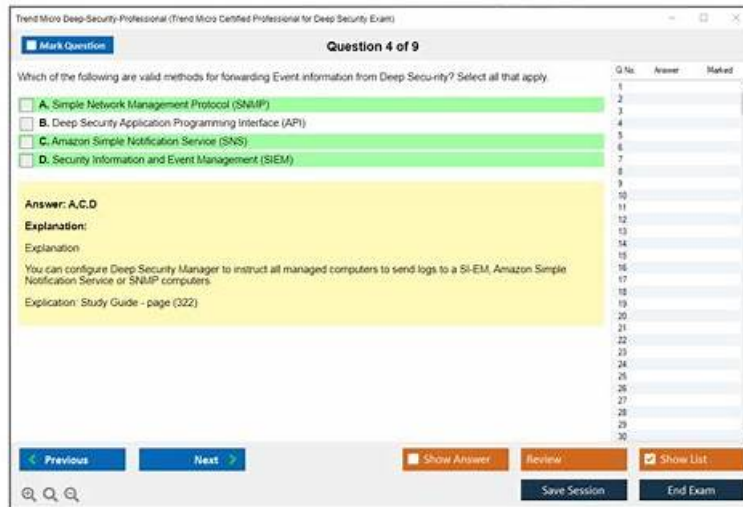 Trend Micro Deep-Security-Professional (Trend Micro Certified Professional for Deep Security Exam)
Mark Question
Question 4 of 9
Which of the following are valid methods for forwarding Event information from Deep Secu-rity? Select all that apply.
A. Simple Network Management Protocol (SNMP)
B. Deep Security Application Programming Interface (API)
C. Amazon Simple Notification Service (SNS)
D. Security Information and Event Management (SIEM)
Answer: A,C,D
Explanation:
Explanation
You can configure Deep Security Manager to instruct all managed computers to send logs to a SI-EM, Amazon Simple
Notification Service or SNMP computers.
Explication: Study Guide - page (322)
Q No. Answer Marked
1
2
3
4
5
6
7
8
9
10
11
12
13
14
15
16
17
18
19
20
21
22
23
24
25
26
27
28
29
30
Previous
Next
Show Answer
Review
Show List
Save Session
End Exam